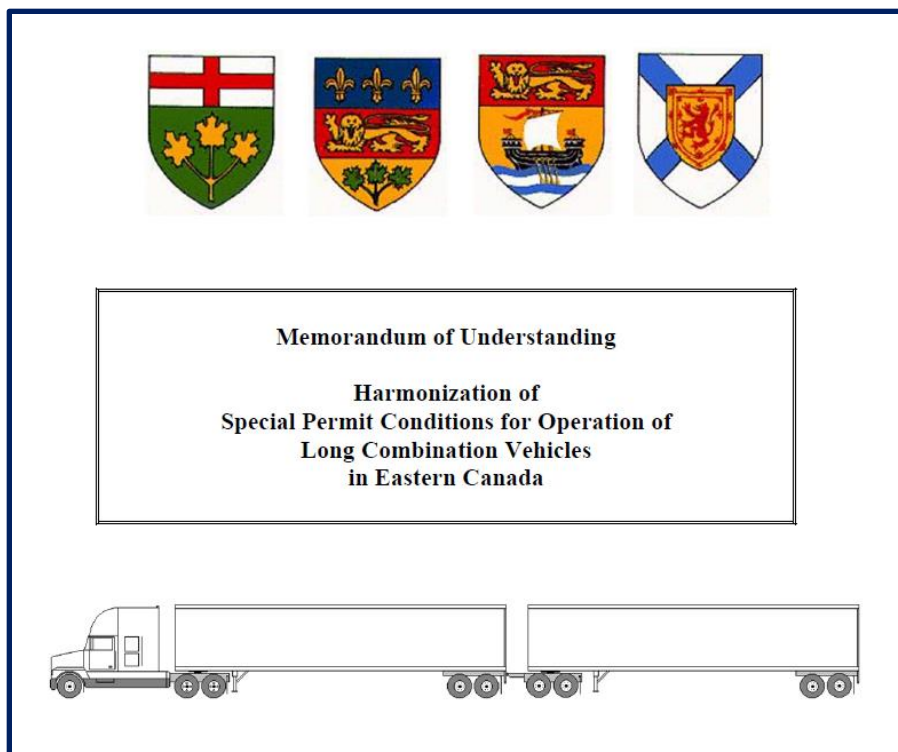 Memorandum of Understanding
Harmonization of
Special Permit Conditions for Operation of
Long Combination Vehicles
in Eastern Canada